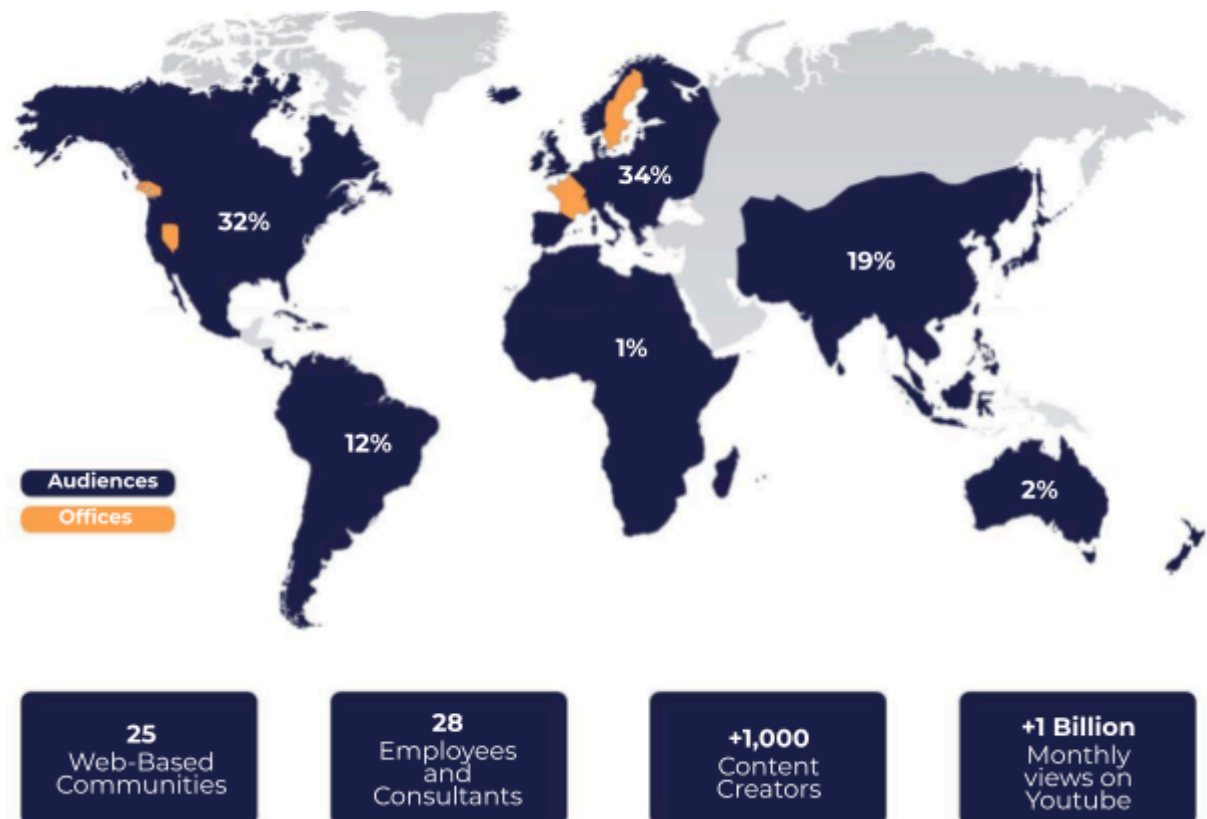 34%
32%
19%
1%
12%
2%
Audiences
Offices
25
Web-Based
Communities
28
Employees
and
Consultants
+1,000
Content
Creators
+1 Billion
Monthly
views on
Youtube